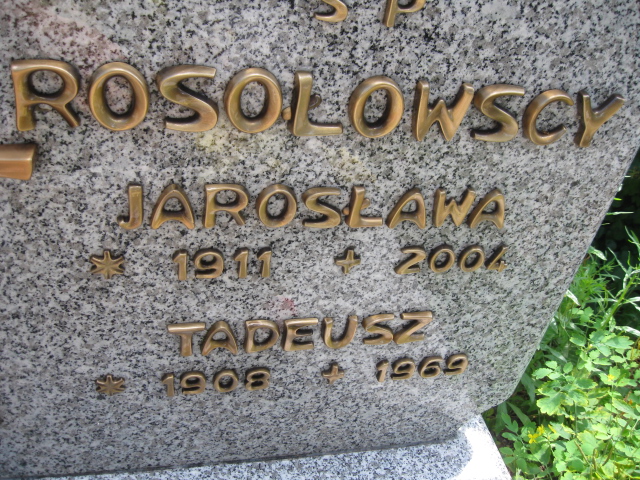 Ś P
ROSOŁOWSCY
JAROSŁAWA
* 1911 + 2004
TADEUSZ
* 1908 + 1969